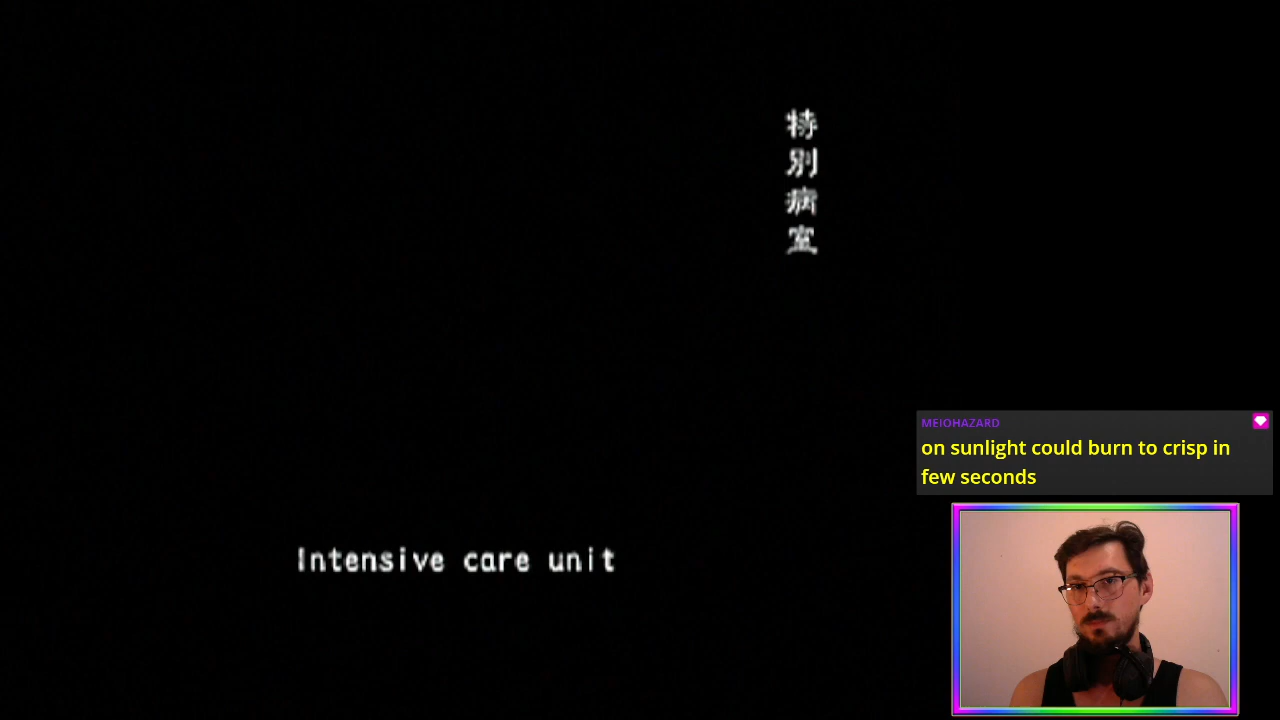 特別病室
Intensive care unit
MEIOHAZARD
on sunlight could burn to crisp in
few seconds